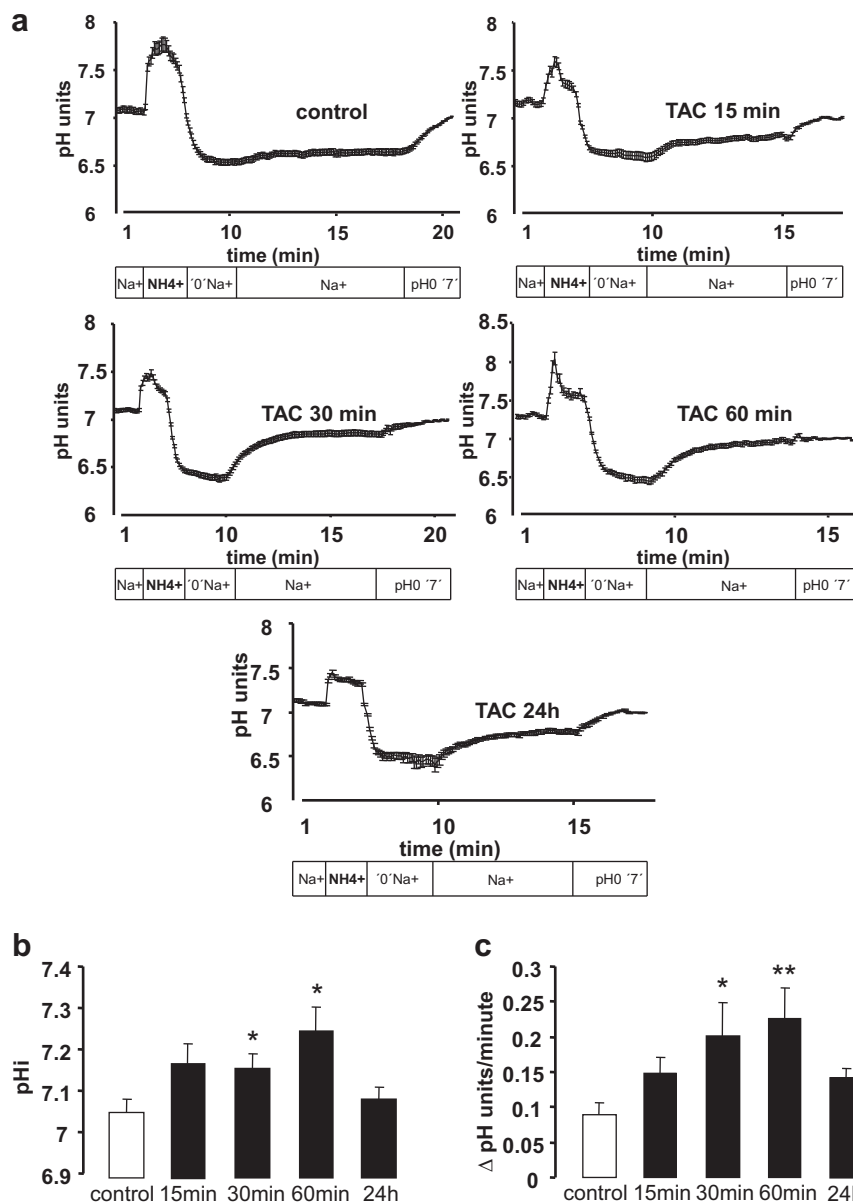 a
8
7.5
7
6.5
6
pH units
control
1 10 15 20
time (min)
Na+ NH4+ ´0´Na+ Na+ pH0 ´7´
8
7.5
7
6.5
6
pH units
TAC 15 min
1 10 15
time (min)
Na+ NH4+ ´0´Na+ Na+ pH0 ´7´
8
7.5
7
6.5
6
pH units
TAC 30 min
1 10 15 20
time (min)
Na+ NH4+ ´0´Na+ Na+ pH0 ´7´
8.5
8
7.5
7
6.5
6
pH units
TAC 60 min
1 10 15
time (min)
Na+ NH4+ ´0´Na+ Na+ pH0 ´7´
8
7.5
7
6.5
6
pH units
TAC 24h
1 10 15
time (min)
Na+ NH4+ ´0´Na+ Na+ pH0 ´7´
b
7.4
7.3
7.2
7.1
7
6.9
pHi
* *
control 15min 30min 60min 24h
c
0.3
0.25
0.2
0.15
0.1
0.05
0
Δ pH units/minute
* **
control 15min 30min 60min